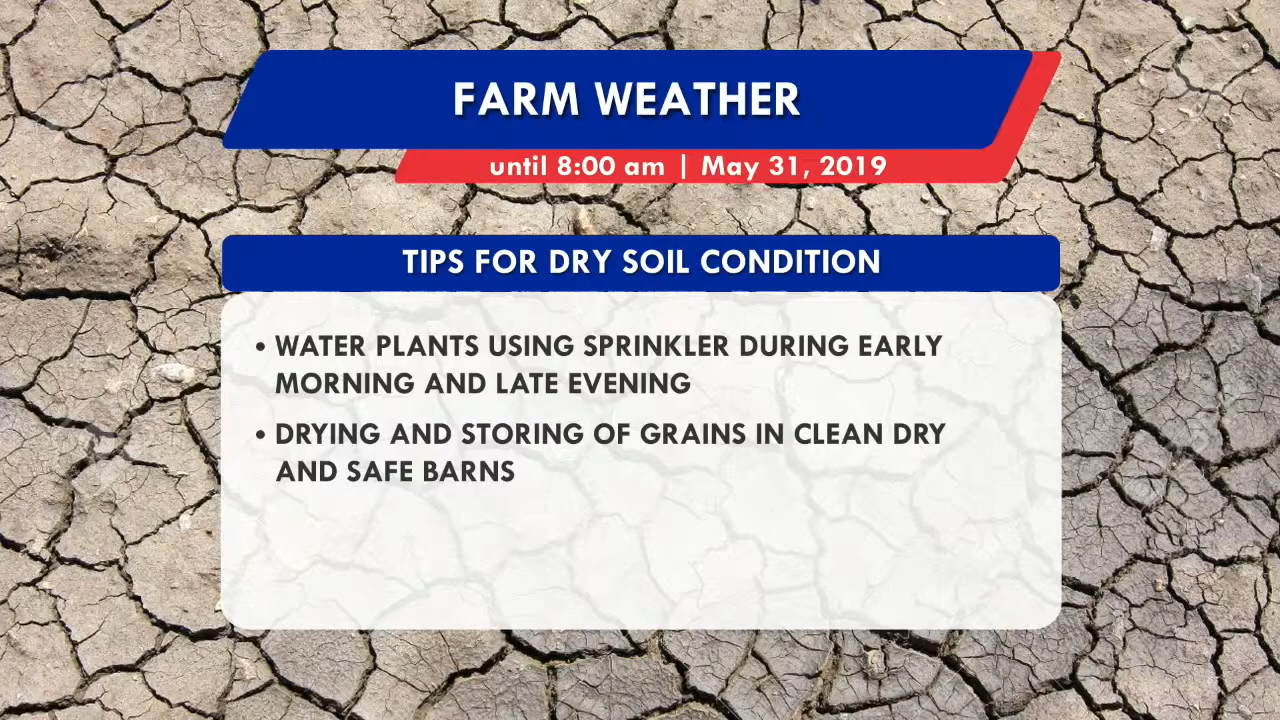 FARM WEATHER
until 8:00 am | May 31, 2019
TIPS FOR DRY SOIL CONDITION
• WATER PLANTS USING SPRINKLER DURING EARLY
MORNING AND LATE EVENING
• DRYING AND STORING OF GRAINS IN CLEAN DRY
AND SAFE BARNS